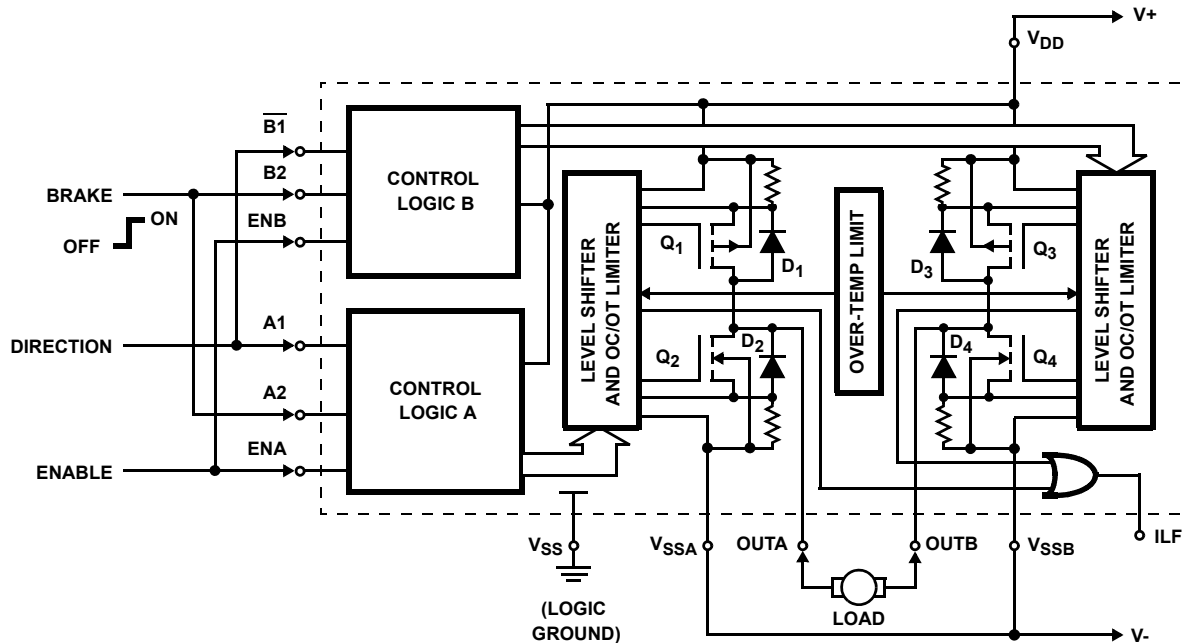 V+
VDD
B1
B2
BRAKE
ON
OFF
ENB
CONTROL
LOGIC B
LEVEL SHIFTER
AND OC/OT LIMITER
Q1
D1
OVER-TEMP LIMIT
D3
Q3
LEVEL SHIFTER
AND OC/OT LIMITER
A1
DIRECTION
A2
ENA
ENABLE
CONTROL
LOGIC A
Q2
D2
D4
Q4
VSS
(LOGIC
GROUND)
VSSA
OUTA
LOAD
OUTB
VSSB
ILF
V-